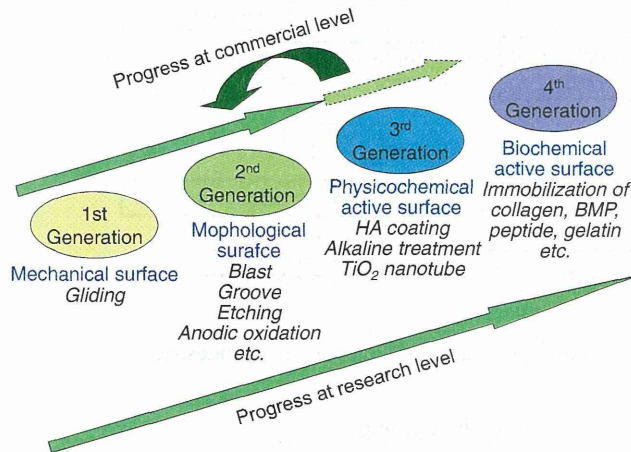 Progress at commercial level
1st
Generation
Mechanical surface
Gliding
2nd
Generation
Mophological
surafce
Blast
Groove
Etching
Anodic oxidation
etc.
3rd
Generation
Physicochemical
active surface
HA coating
Alkaline treatment
TiO2 nanotube
4th
Generation
Biochemical
active surface
Immobilization of
collagen, BMP,
peptide, gelatin
etc.
Progress at research level